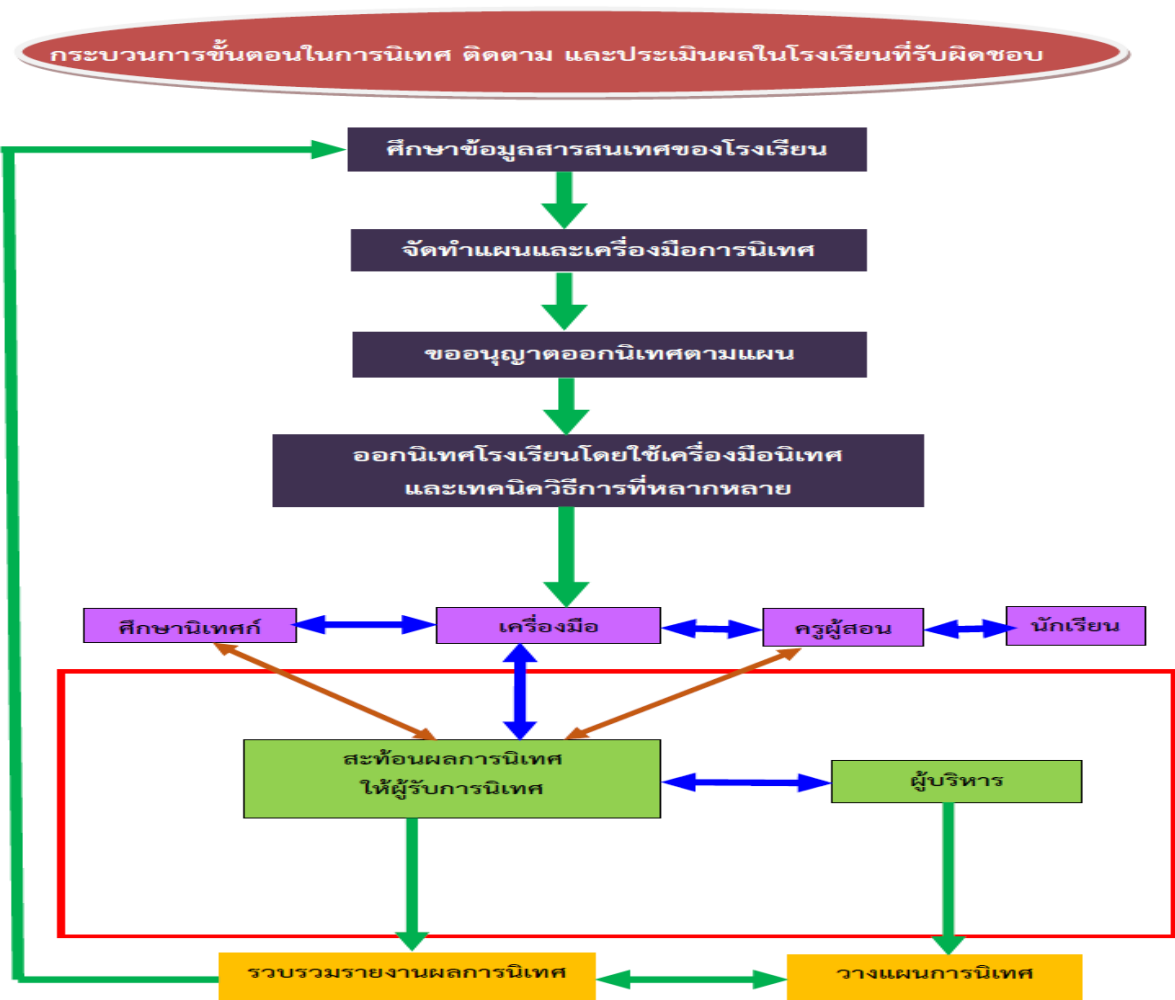 กระบวนการขั้นตอนในการนิเทศ ติดตาม และประเมินผลในโรงเรียนที่รับผิดชอบ
ศึกษาข้อมูลสารสนเทศของโรงเรียน
จัดทำแผนและเครื่องมือการนิเทศ
ขออนุญาตออกนิเทศตามแผน
ออกนิเทศโรงเรียนโดยใช้เครื่องมือนิเทศ
และเทคนิควิธีการที่หลากหลาย
ศึกษานิเทศก์
เครื่องมือ
ครูผู้สอน
นักเรียน
สะท้อนผลการนิเทศ
ให้ผู้รับการนิเทศ
ผู้บริหาร
รวบรวมรายงานผลการนิเทศ
วางแผนการนิเทศ